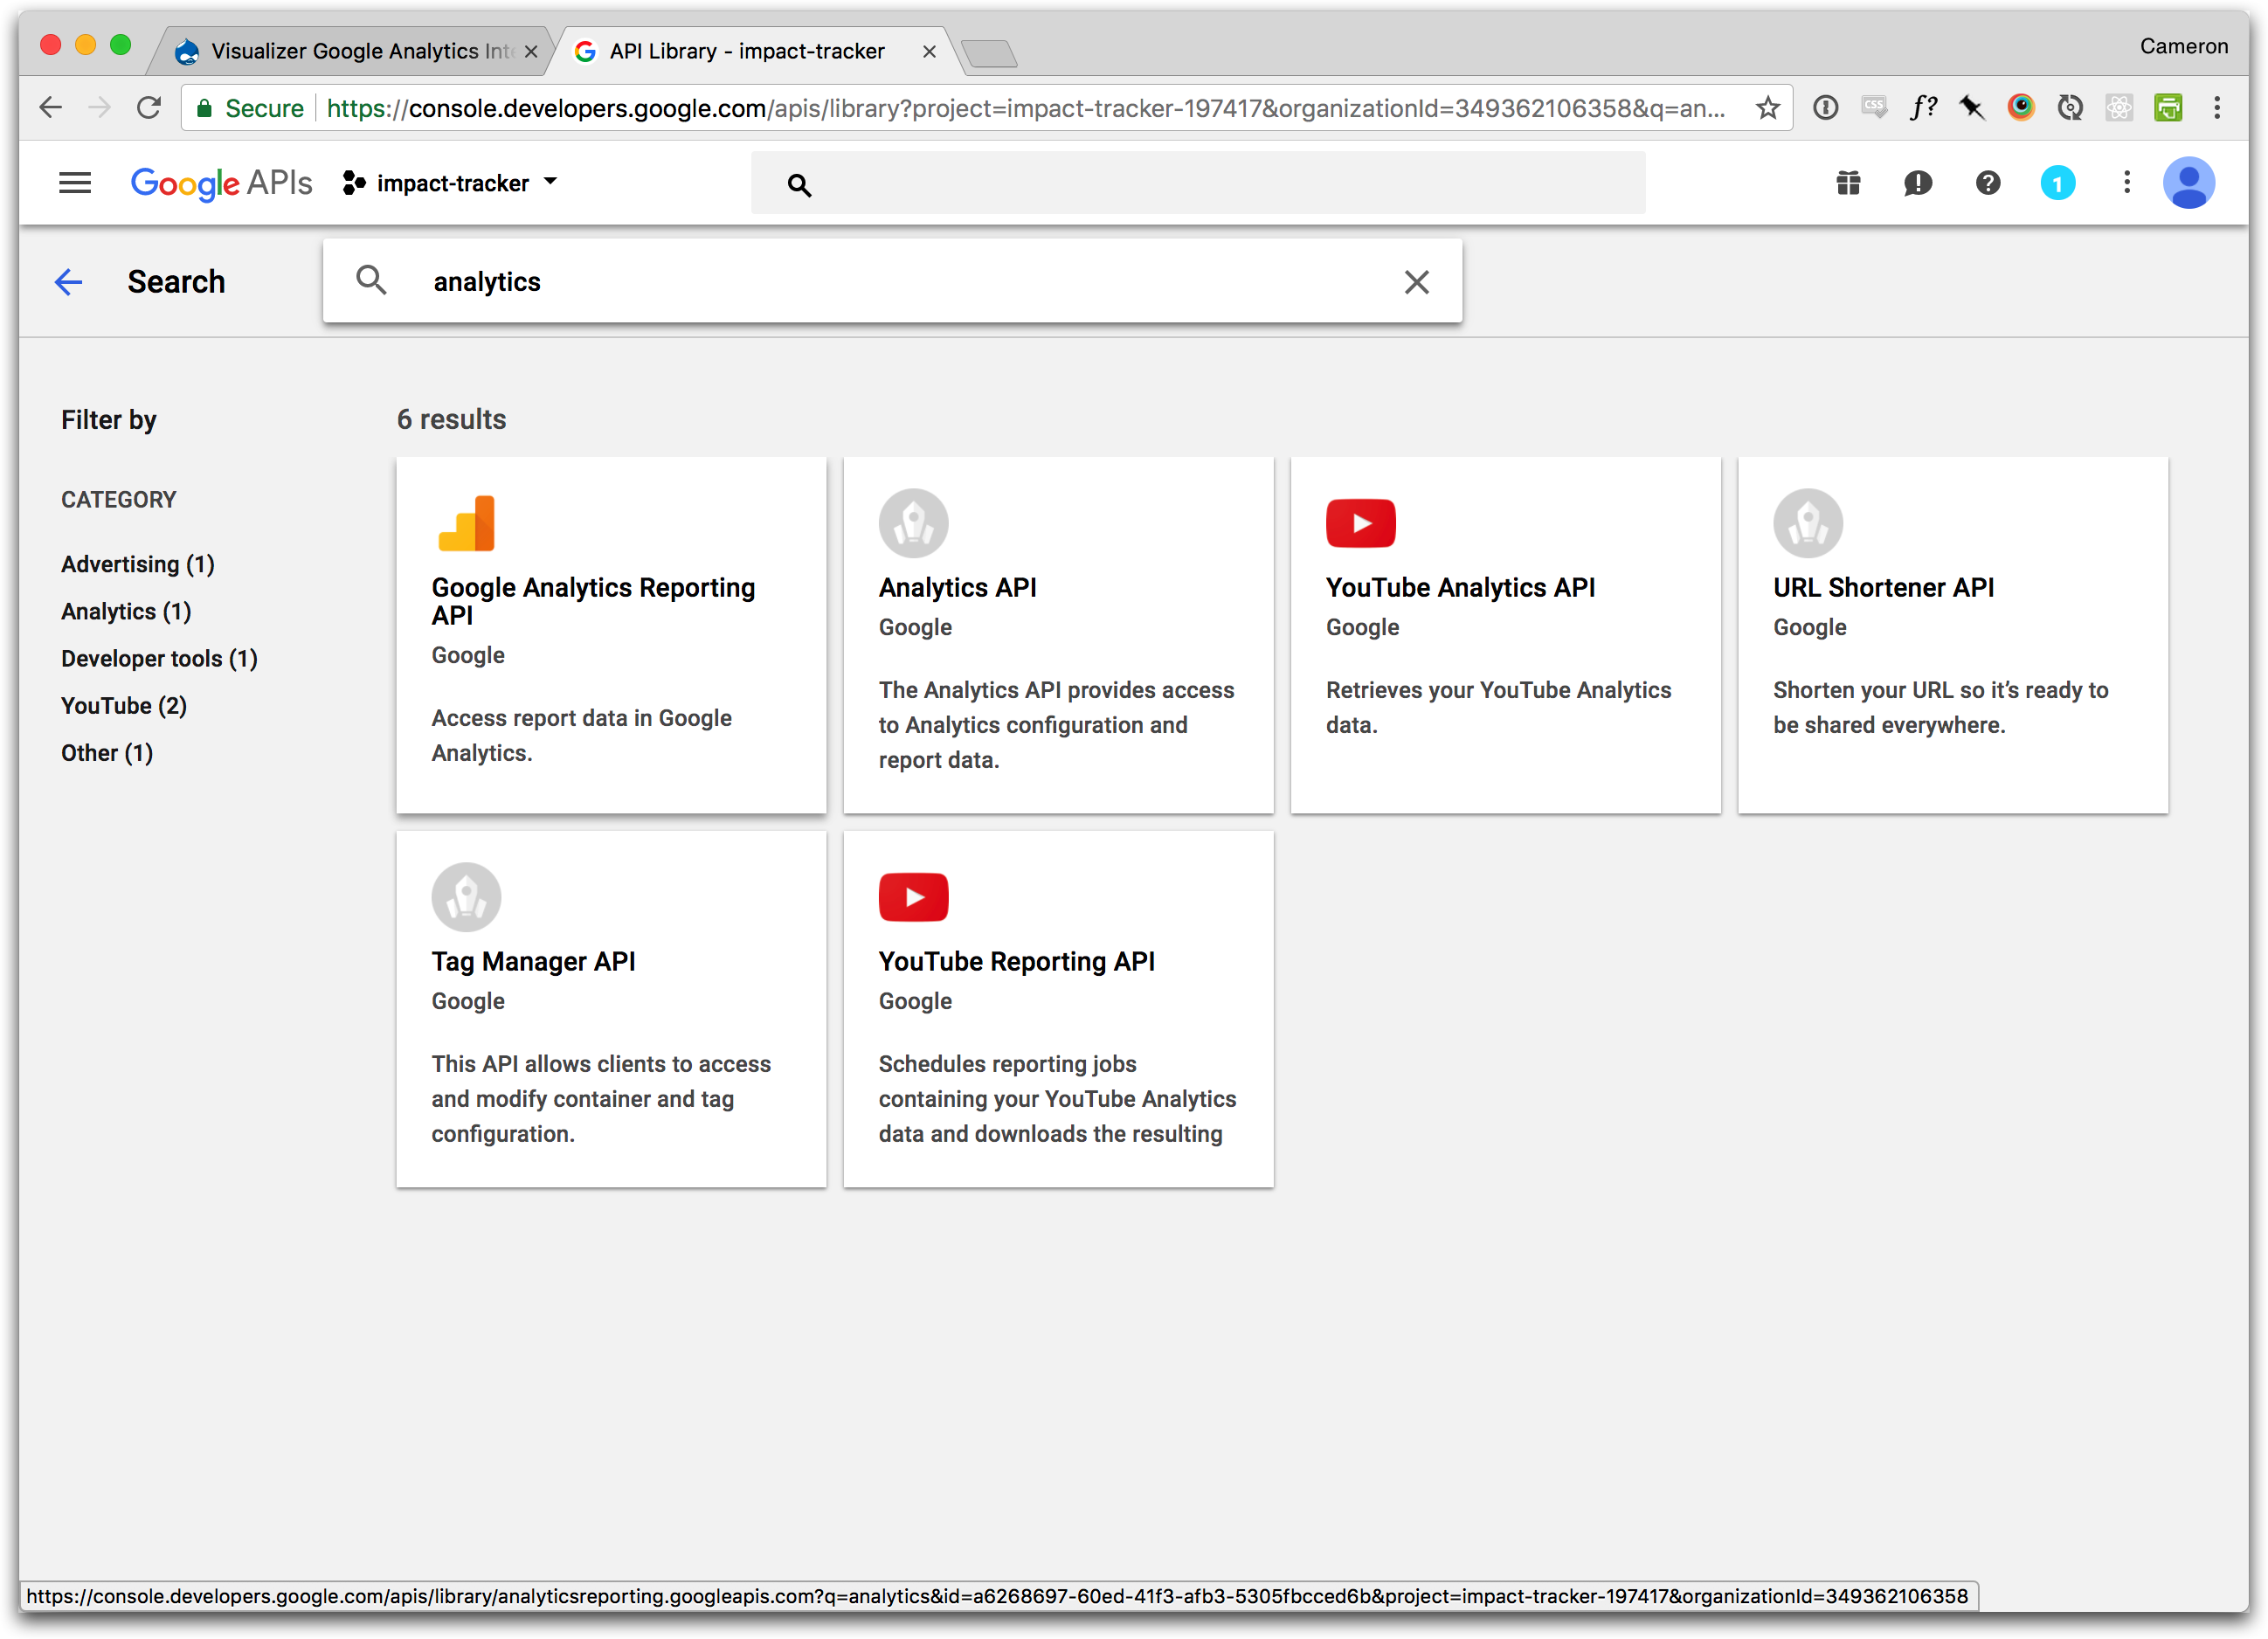 Visualizer Google Analytics Inte
API Library - impact-tracker
Cameron
Secure
https://console.developers.google.com/apis/library?project=impact-tracker-197417&organizationId=349362106358&q=an...
CSS
f?
Google APIs
impact-tracker
1
Search
analytics
Filter by
6 results
CATEGORY
Advertising (1)
Analytics (1)
Developer tools (1)
YouTube (2)
Other (1)
Google Analytics Reporting
API
Google
Access report data in Google
Analytics.
Analytics API
Google
The Analytics API provides access
to Analytics configuration and
report data.
YouTube Analytics API
Google
Retrieves your YouTube Analytics
data.
URL Shortener API
Google
Shorten your URL so it’s ready to
be shared everywhere.
Tag Manager API
Google
This API allows clients to access
and modify container and tag
configuration.
YouTube Reporting API
Google
Schedules reporting jobs
containing your YouTube Analytics
data and downloads the resulting
https://console.developers.google.com/apis/library/analyticsreporting.googleapis.com?q=analytics&id=a6268697-60ed-41f3-afb3-5305fbcced6b&project=impact-tracker-197417&organizationId=349362106358